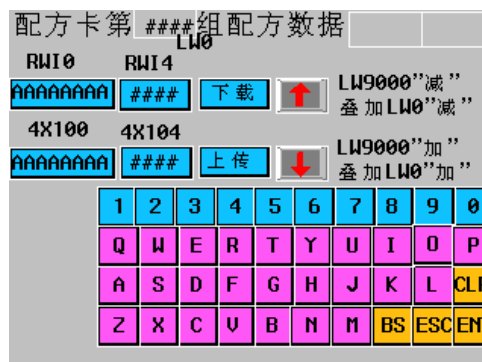 配方卡第 ####组配方数据
LW0
RWI0 RWI4
AAAAAAAA #### 下载 LW9000”减”
叠加LW0”减”
4X100 4X104
AAAAAAAA #### 上传 LW9000”加”
叠加LW0”加”
1 2 3 4 5 6 7 8 9 0
Q W E R T Y U I O P
A S D F G H J K L
Z X C V B N M BS ESC